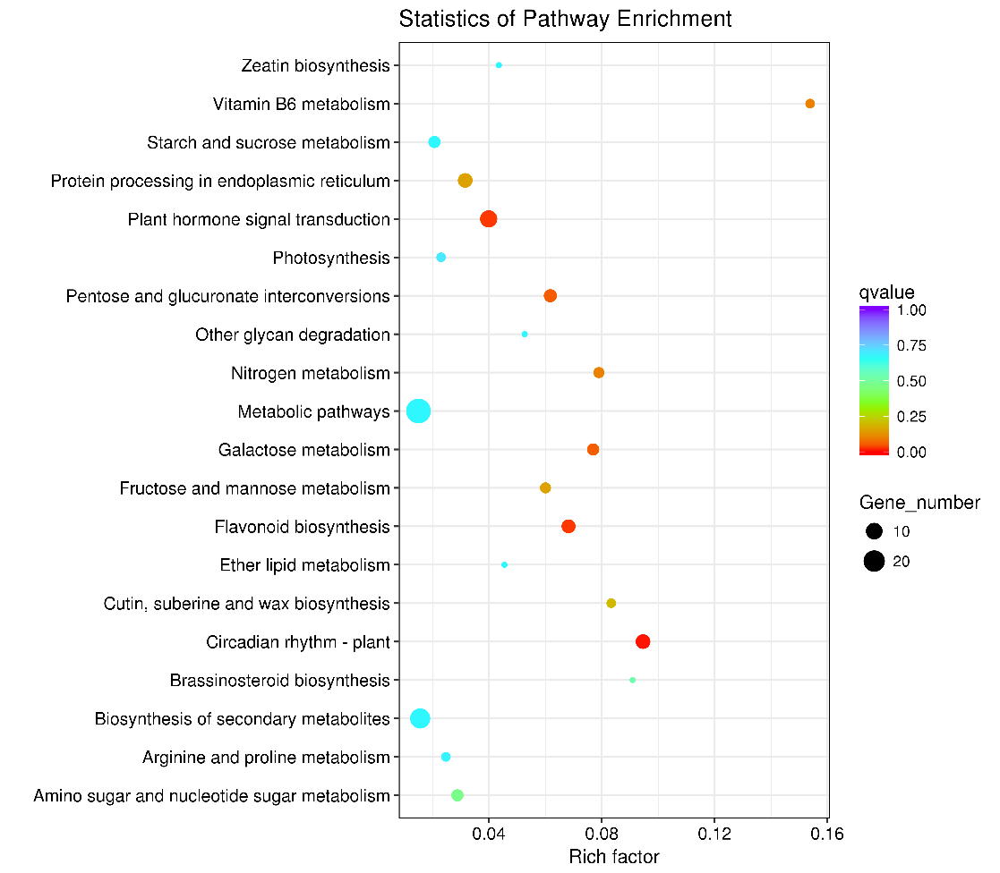 Statistics of Pathway Enrichment
Zeatin biosynthesis
Vitamin B6 metabolism
Starch and sucrose metabolism
Protein processing in endoplasmic reticulum
Plant hormone signal transduction
Photosynthesis
Pentose and glucuronate interconversions
Other glycan degradation
Nitrogen metabolism
Metabolic pathways
Galactose metabolism
Fructose and mannose metabolism
Flavonoid biosynthesis
Ether lipid metabolism
Cutin, suberine and wax biosynthesis
Circadian rhythm - plant
Brassinosteroid biosynthesis
Biosynthesis of secondary metabolites
Arginine and proline metabolism
Amino sugar and nucleotide sugar metabolism
0.04 0.08 0.12 0.16
Rich factor
qvalue
1.00
0.75
0.50
0.25
0.00
Gene_number
10
20